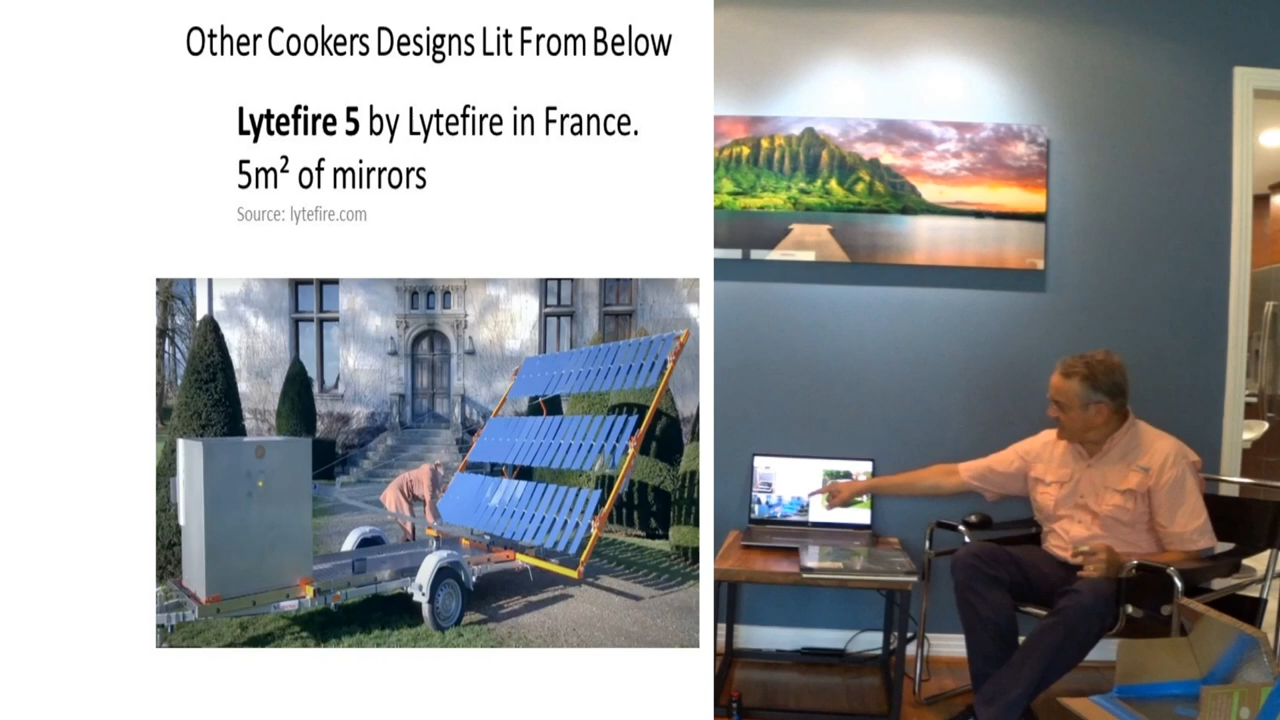 Other Cookers Designs Lit From Below
Lytefire 5 by Lytefire in France.
5m² of mirrors
Source: lytefire.com